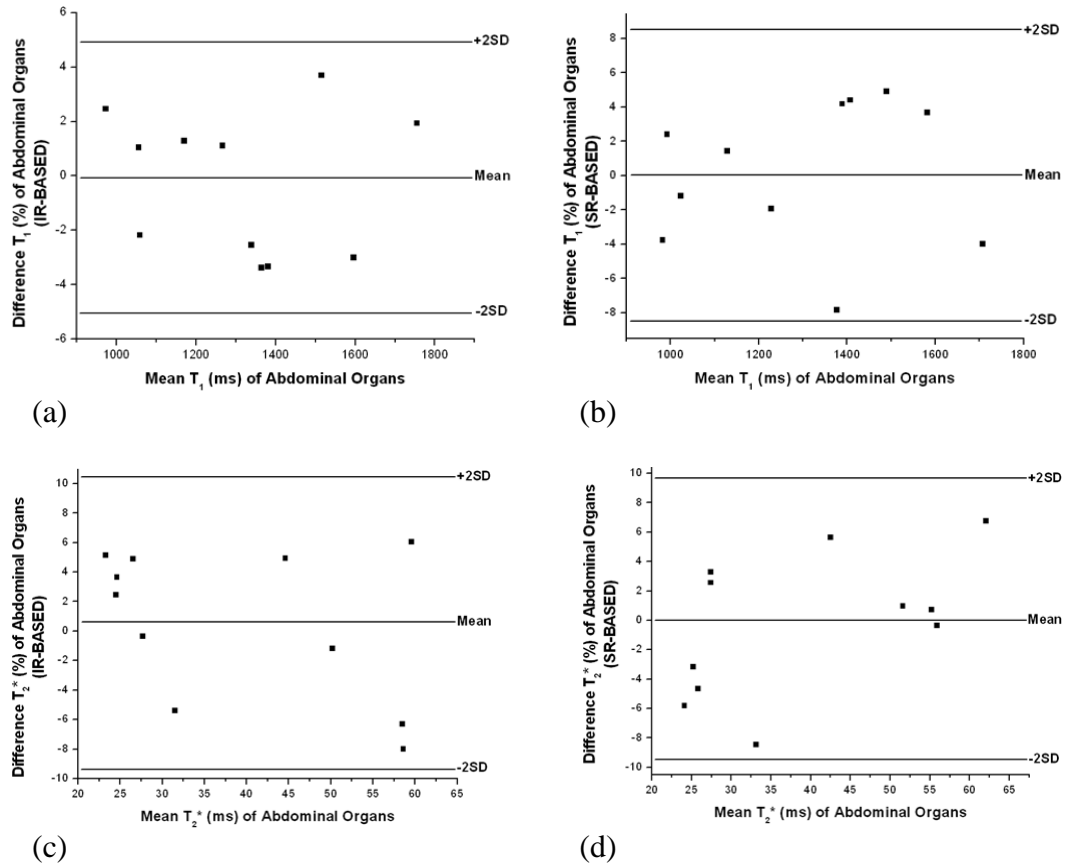 6
4
2
0
-2
-4
-6
Difference T1 (%) of Abdominal Organs
(IR-BASED)
+2SD
Mean
-2SD
1000 1200 1400 1600 1800
Mean T1 (ms) of Abdominal Organs
(a)
8
6
4
2
0
-2
-4
-6
-8
Difference T1 (%) of Abdominal Organs
(SR-BASED)
+2SD
Mean
-2SD
1000 1200 1400 1600 1800
Mean T1 (ms) of Abdominal Organs
(b)
10
8
6
4
2
0
-2
-4
-6
-8
-10
Difference T2* (%) of Abdominal Organs
(IR-BASED)
+2SD
Mean
-2SD
20 25 30 35 40 45 50 55 60 65
Mean T2* (ms) of Abdominal Organs
(c)
10
8
6
4
2
0
-2
-4
-6
-8
-10
Difference T2* (%) of Abdominal Organs
(SR-BASED)
+2SD
Mean
-2SD
20 25 30 35 40 45 50 55 60 65
Mean T2* (ms) of Abdominal Organs
(d)